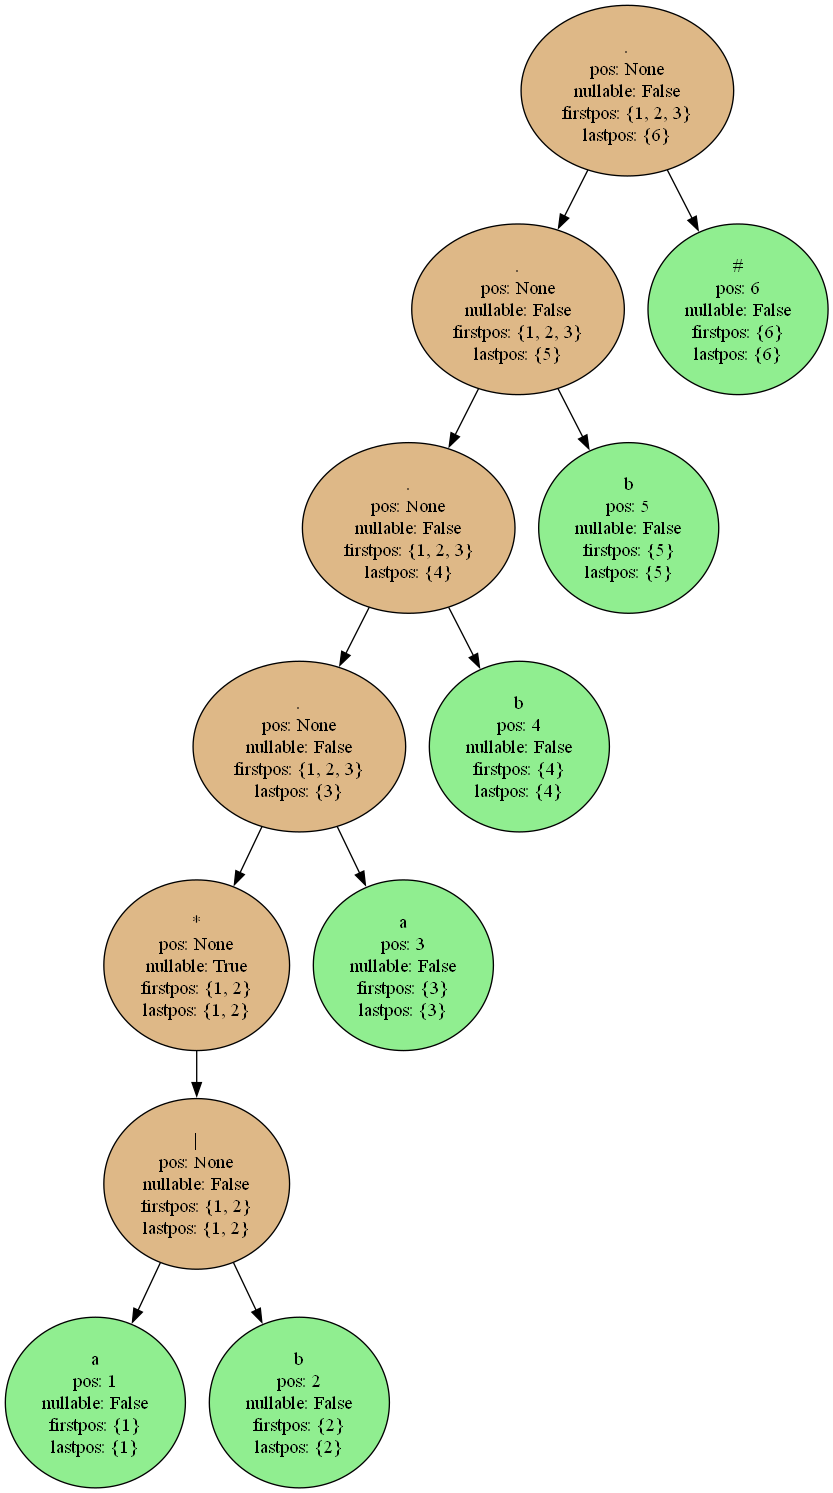 .
pos: None
nullable: False
firstpos: {1, 2, 3}
lastpos: {6}
.
pos: None
nullable: False
firstpos: {1, 2, 3}
lastpos: {5}
#
pos: 6
nullable: False
firstpos: {6}
lastpos: {6}
.
pos: None
nullable: False
firstpos: {1, 2, 3}
lastpos: {4}
b
pos: 5
nullable: False
firstpos: {5}
lastpos: {5}
.
pos: None
nullable: False
firstpos: {1, 2, 3}
lastpos: {3}
b
pos: 4
nullable: False
firstpos: {4}
lastpos: {4}
*
pos: None
nullable: True
firstpos: {1, 2}
lastpos: {1, 2}
a
pos: 3
nullable: False
firstpos: {3}
lastpos: {3}
|
pos: None
nullable: False
firstpos: {1, 2}
lastpos: {1, 2}
a
pos: 1
nullable: False
firstpos: {1}
lastpos: {1}
b
pos: 2
nullable: False
firstpos: {2}
lastpos: {2}